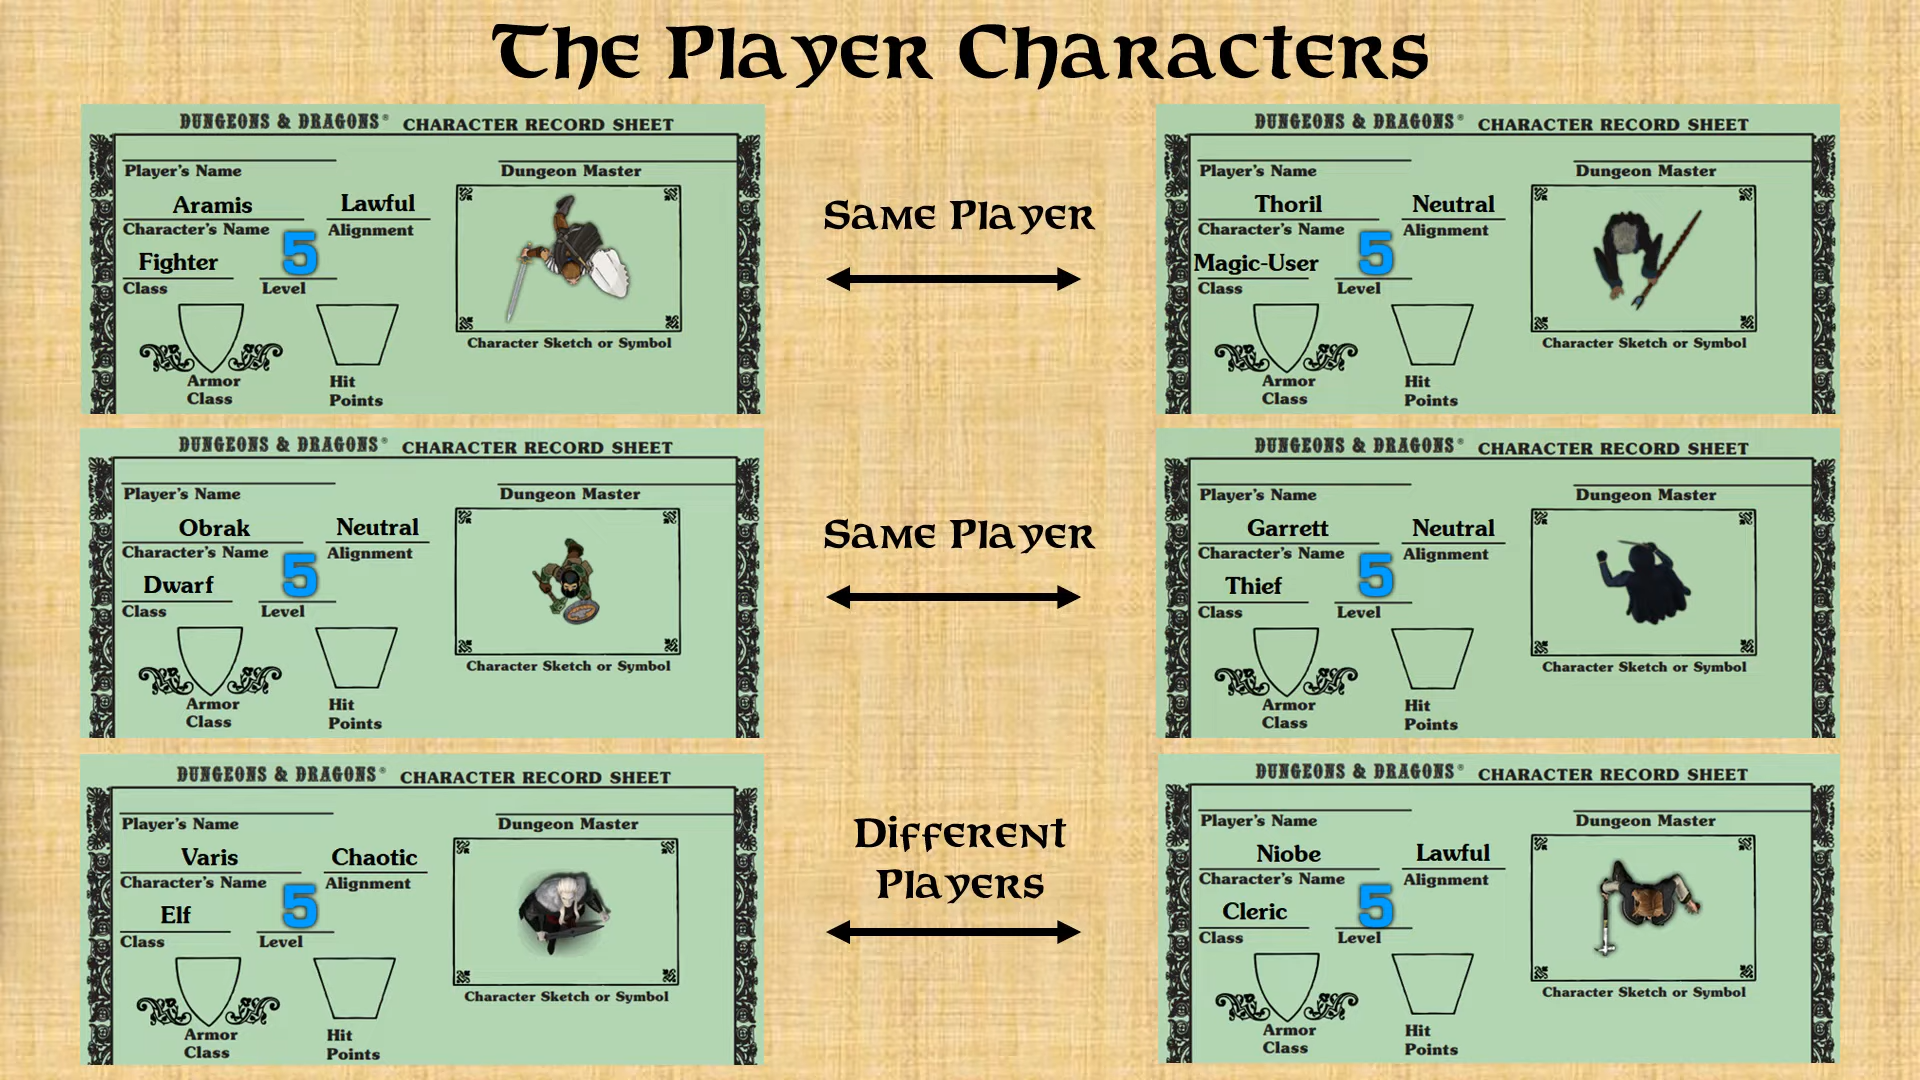 The Player Characters
DUNGEONS & DRAGONS® CHARACTER RECORD SHEET
Player's Name
Dungeon Master
Aramis
Lawful
Character's Name
Alignment
Fighter
5
Class
Level
Character Sketch or Symbol
Armor
Class
Hit
Points
Same Player
DUNGEONS & DRAGONS® CHARACTER RECORD SHEET
Player's Name
Dungeon Master
Thoril
Neutral
Character's Name
Alignment
Magic-User
5
Class
Level
Character Sketch or Symbol
Armor
Class
Hit
Points
DUNGEONS & DRAGONS® CHARACTER RECORD SHEET
Player's Name
Dungeon Master
Obrak
Neutral
Character's Name
Alignment
Dwarf
5
Class
Level
Character Sketch or Symbol
Armor
Class
Hit
Points
Same Player
DUNGEONS & DRAGONS® CHARACTER RECORD SHEET
Player's Name
Dungeon Master
Garrett
Neutral
Character's Name
Alignment
Thief
5
Class
Level
Character Sketch or Symbol
Armor
Class
Hit
Points
DUNGEONS & DRAGONS® CHARACTER RECORD SHEET
Player's Name
Dungeon Master
Varis
Chaotic
Character's Name
Alignment
Elf
5
Class
Level
Character Sketch or Symbol
Armor
Class
Hit
Points
Different
Players
DUNGEONS & DRAGONS® CHARACTER RECORD SHEET
Player's Name
Dungeon Master
Niobe
Lawful
Character's Name
Alignment
Cleric
5
Class
Level
Character Sketch or Symbol
Armor
Class
Hit
Points